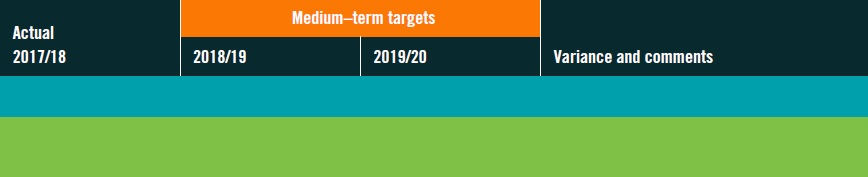 Medium–term targets
Actual
2017/18
2018/19
2019/20
Variance and comments